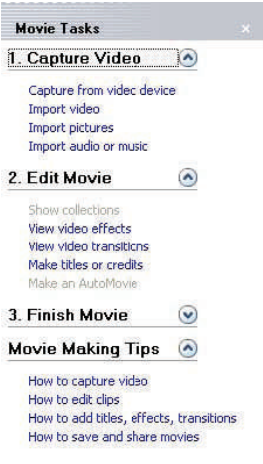 Movie Tasks
1. Capture Video
Capture from video device
Import video
Import pictures
Import audio or music
2. Edit Movie
Show collections
View video effects
View video transitions
Make titles or credits
Make an AutoMovie
3. Finish Movie
Movie Making Tips
How to capture video
How to edit clips
How to add titles, effects, transitions
How to save and share movies